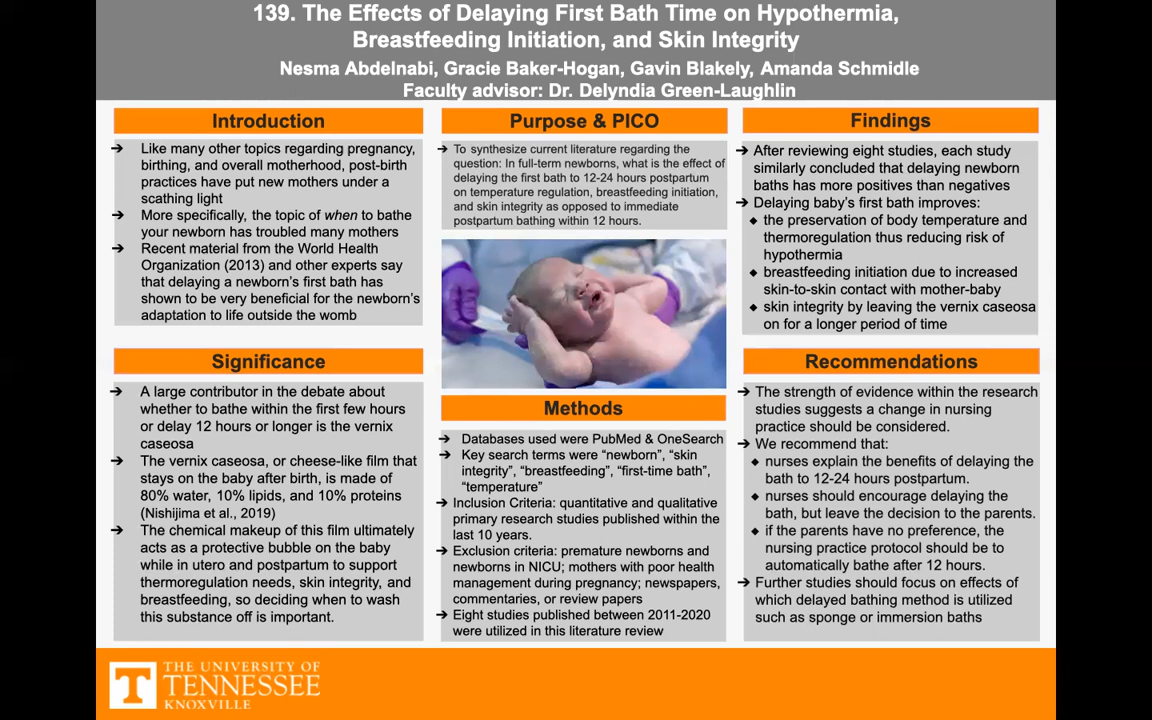 139. The Effects of Delaying First Bath Time on Hypothermia,
Breastfeeding Initiation, and Skin Integrity
Nesma Abdelnabi, Gracie Baker-Hogan, Gavin Blakely, Amanda Schmidle
Faculty advisor: Dr. Delyndia Green-Laughlin
Introduction
➔ Like many other topics regarding pregnancy,
birthing, and overall motherhood, post-birth
practices have put new mothers under a
scathing light
➔ More specifically, the topic of when to bathe
your newborn has troubled many mothers
➔ Recent material from the World Health
Organization (2013) and other experts say
that delaying a newborn's first bath has
shown to be very beneficial for the newborn's
adaptation to life outside the womb
Significance
➔ A large contributor in the debate about
whether to bathe within the first few hours
or delay 12 hours or longer is the vernix
caseosa
➔ The vernix caseosa, or cheese-like film that
stays on the baby after birth, is made of
80% water, 10% lipids, and 10% proteins
(Nishijima et al., 2019)
➔ The chemical makeup of this film ultimately
acts as a protective bubble on the baby
while in utero and postpartum to support
thermoregulation needs, skin integrity, and
breastfeeding, so deciding when to wash
this substance off is important.
Purpose & PICO
➔ To synthesize current literature regarding the
question: In full-term newborns, what is the effect of
delaying the first bath to 12-24 hours postpartum
on temperature regulation, breastfeeding initiation,
and skin integrity as opposed to immediate
postpartum bathing within 12 hours.
Methods
➔ Databases used were PubMed & OneSearch
➔ Key search terms were “newborn”, “skin
integrity”, “breastfeeding”, “first-time bath”,
“temperature”
➔ Inclusion Criteria: quantitative and qualitative
primary research studies published within the
last 10 years.
➔ Exclusion criteria: premature newborns and
newborns in NICU; mothers with poor health
management during pregnancy; newspapers,
commentaries, or review papers
➔ Eight studies published between 2011-2020
were utilized in this literature review
Findings
➔ After reviewing eight studies, each study
similarly concluded that delaying newborn
baths has more positives than negatives
➔ Delaying baby's first bath improves:
◆ the preservation of body temperature and
thermoregulation thus reducing risk of
hypothermia
◆ breastfeeding initiation due to increased
skin-to-skin contact with mother-baby
◆ skin integrity by leaving the vernix caseosa
on for a longer period of time
Recommendations
➔ The strength of evidence within the research
studies suggests a change in nursing
practice should be considered.
➔ We recommend that:
◆ nurses explain the benefits of delaying the
bath to 12-24 hours postpartum.
◆ nurses should encourage delaying the
bath, but leave the decision to the parents.
◆ if the parents have no preference, the
nursing practice protocol should be to
automatically bathe after 12 hours.
➔ Further studies should focus on effects of
which delayed bathing method is utilized
such as sponge or immersion baths
T
THE UNIVERSITY OF
TENNESSEE
KNOXVILLE